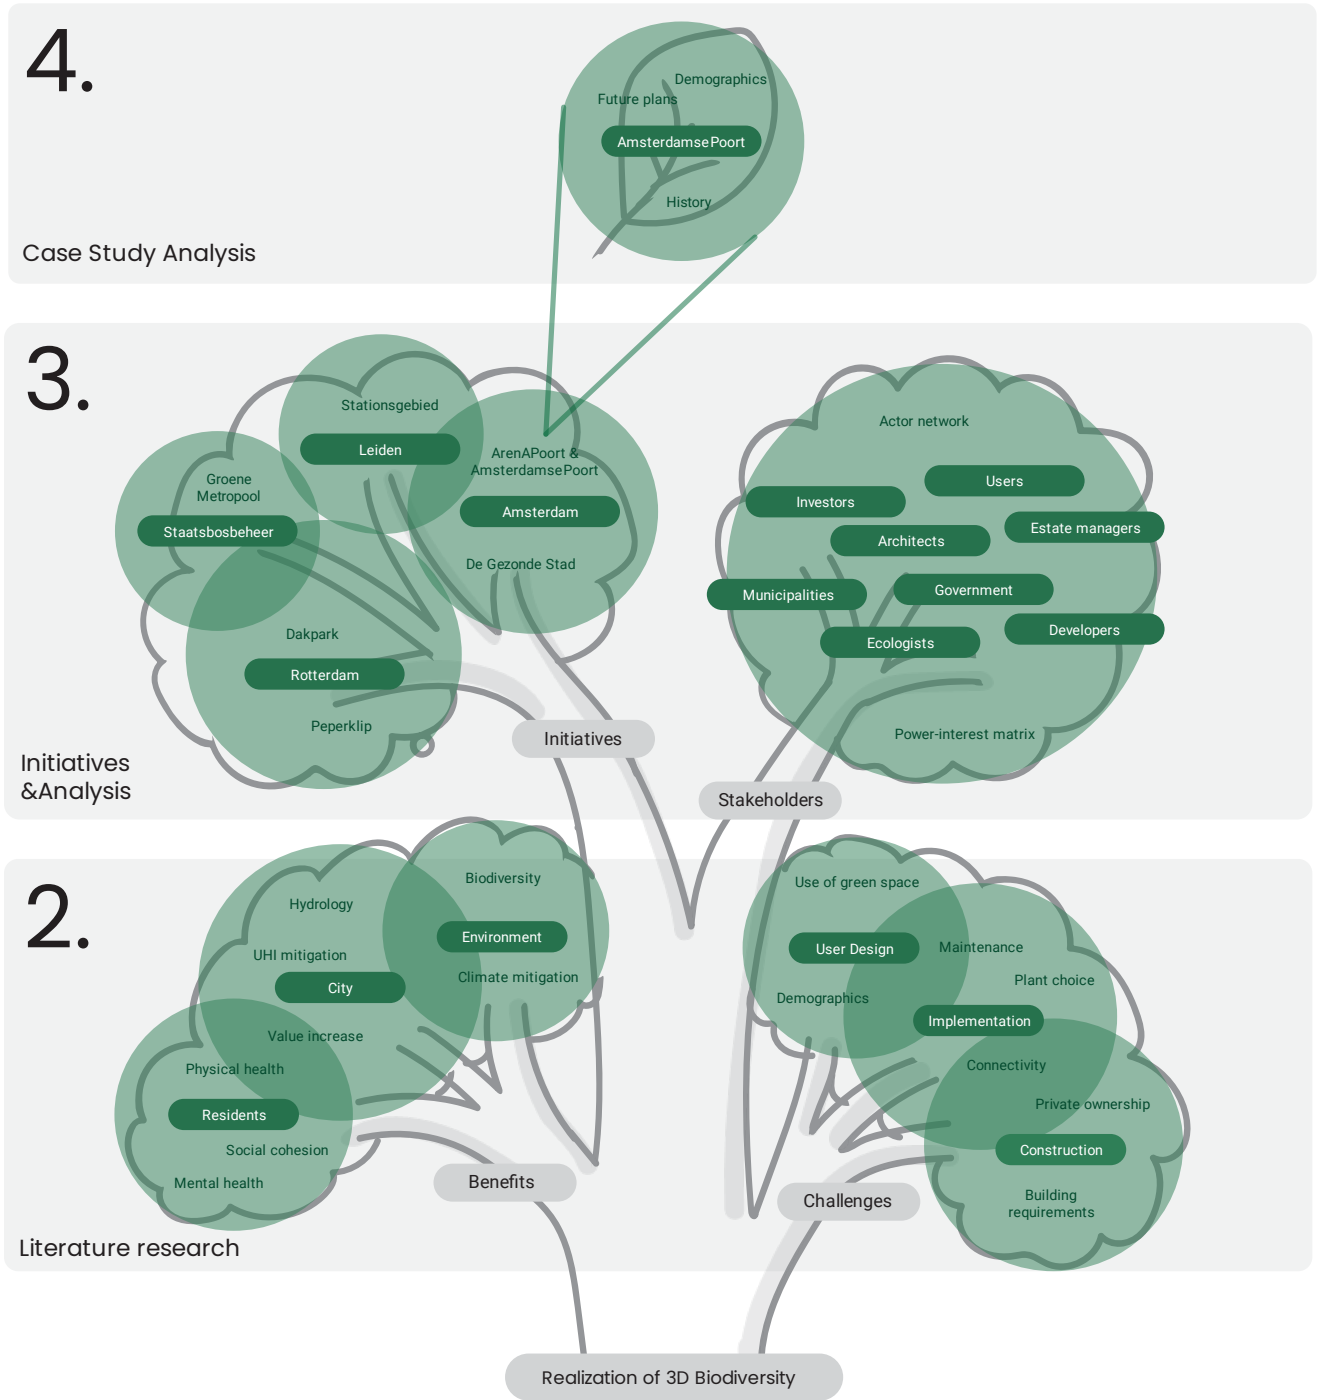 4.
Demographics
Future plans
AmsterdamsePoort
History
Case Study Analysis
3.
Stationsgebied
Leiden
ArenAPoort &
AmsterdamsePoort
Amsterdam
De Gezonde Stad
Groene
Metropool
Staatsbosbeheer
Dakpark
Rotterdam
Peperklip
Initiatives
Actor network
Users
Investors
Estate managers
Architects
Municipalities
Government
Developers
Ecologists
Power-interest matrix
Stakeholders
Initiatives
&Analysis
2.
Biodiversity
Environment
Climate mitigation
Hydrology
UHI mitigation
City
Value increase
Physical health
Residents
Social cohesion
Mental health
Benefits
Use of green space
User Design
Demographics
Maintenance
Plant choice
Implementation
Connectivity
Private ownership
Construction
Building
requirements
Challenges
Literature research
Realization of 3D Biodiversity